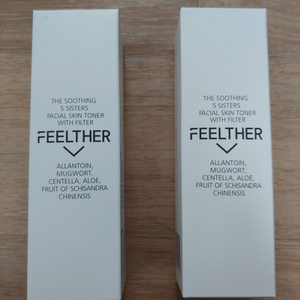 THE SOOTHING
5 SISTERS
FACIAL SKIN TONER
WITH FILTER
FEELTHER
ALLANTOIN,
MUGWORT,
CENTELLA, ALOE,
FRUIT OF SCHISANDRA
CHINENSIS
THE SOOTHING
5 SISTERS
FACIAL SKIN TONER
WITH FILTER
FEELTHER
ALLANTOIN,
MUGWORT,
CENTELLA, ALOE,
FRUIT OF SCHISANDRA
CHINENSIS